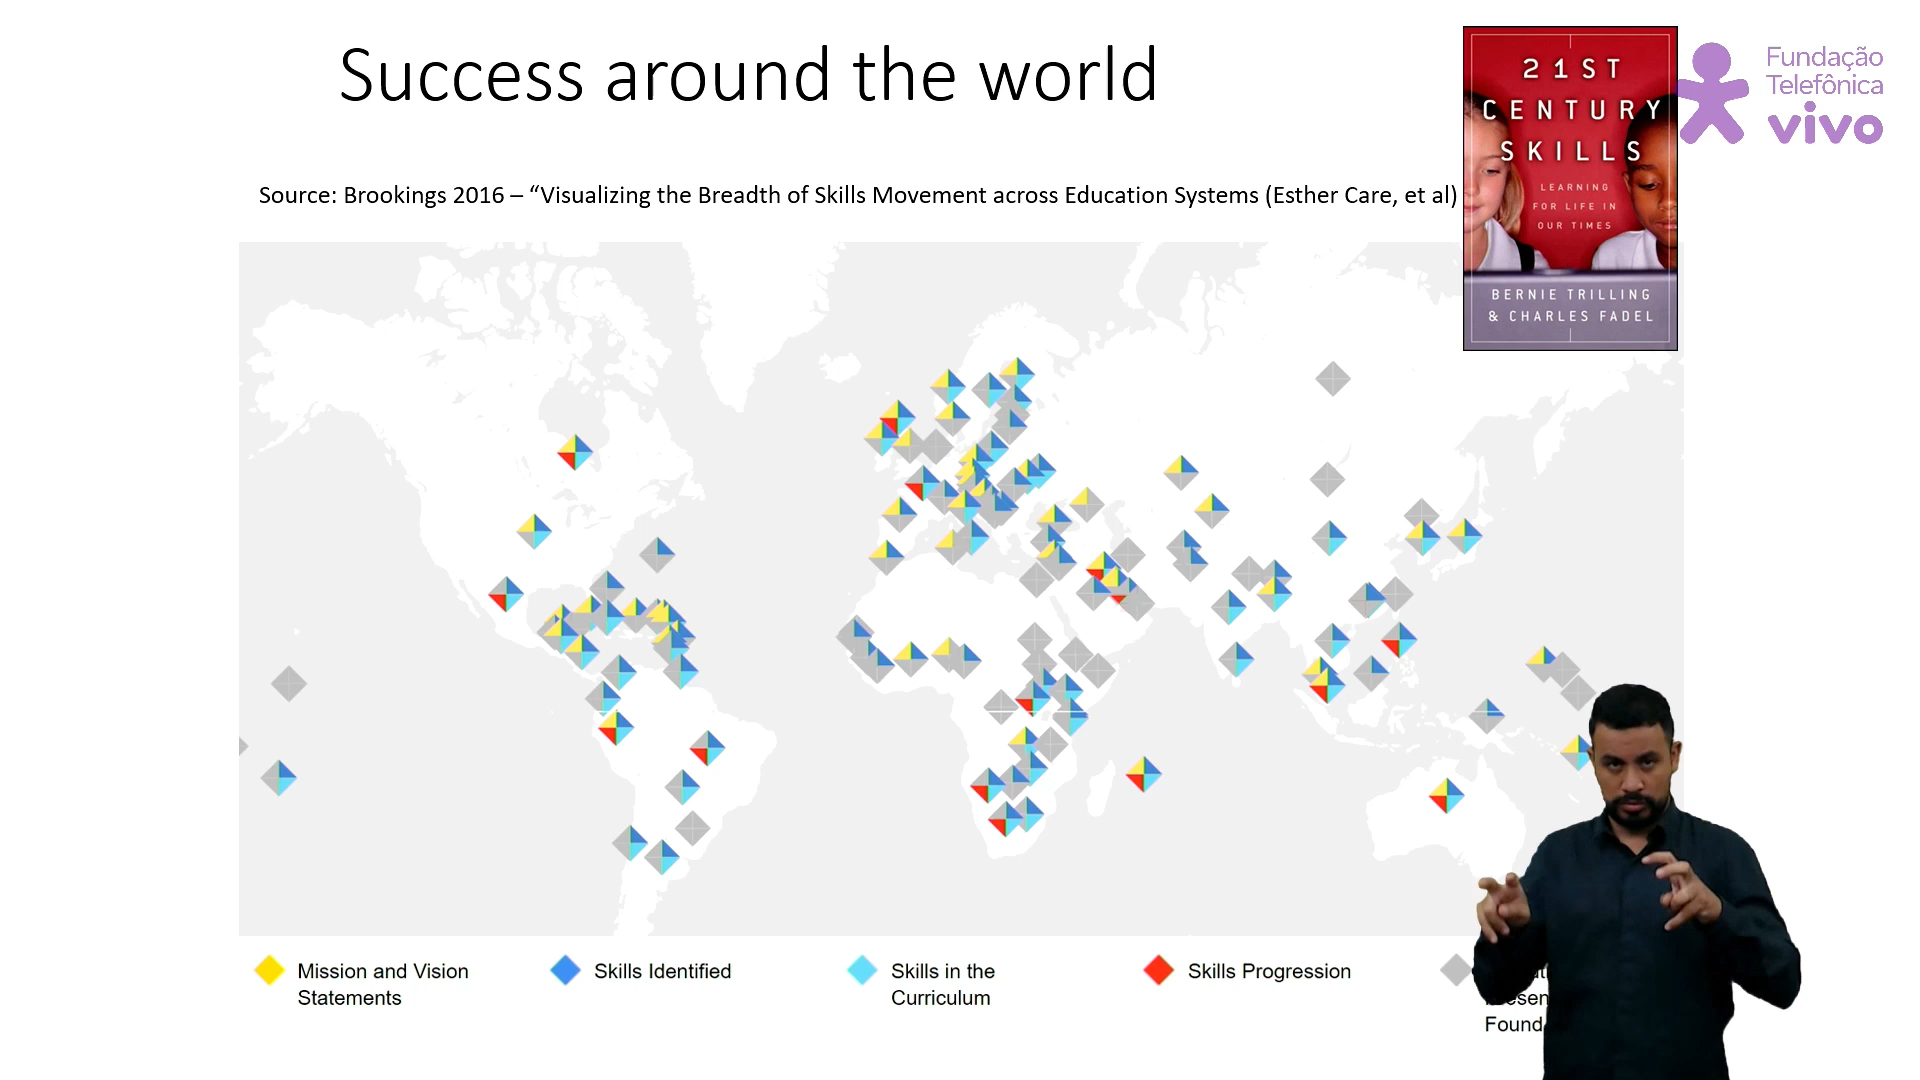 Success around the world
Source: Brookings 2016 – “Visualizing the Breadth of Skills Movement across Education Systems (Esther Care, et al)
21ST
CENTURY
SKILLS
LEARNING
FOR LIFE IN
OUR TIMES
BERNIE TRILLING
& CHARLES FADEL
Fundação
Telefônica
vivo
Mission and Vision
Statements
Skills Identified
Skills in the
Curriculum
Skills Progression
Found